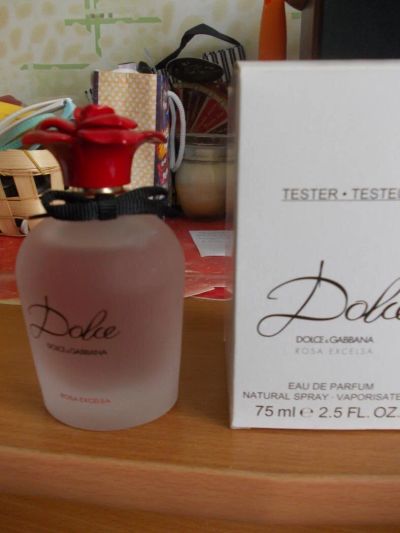 Dolce
DOLCE & GABBANA
ROSA EXCELSA
TESTER • TESTEU
Dolce
DOLCE & GABBANA
ROSA EXCELSA
EAU DE PARFUM
NATURAL SPRAY - VAPORISATE
75 ml ℮ 2.5 FL. OZ.